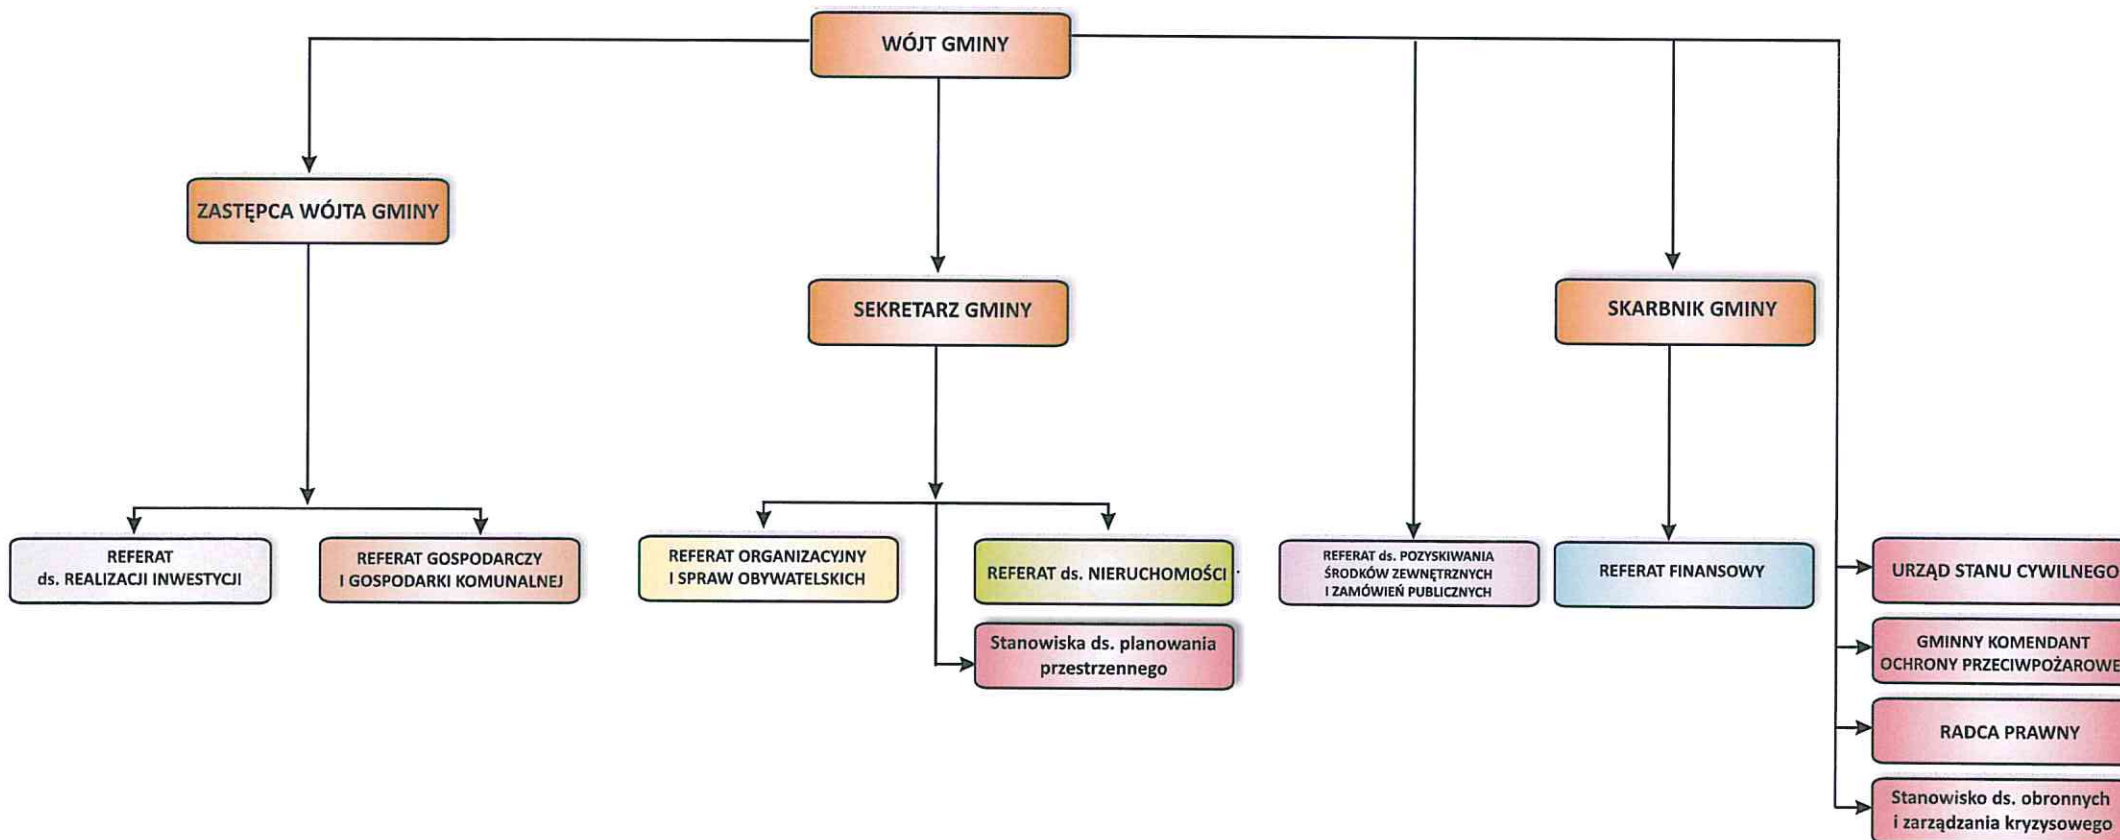 WÓJT GMINY
ZASTĘPCA WÓJTA GMINY
SEKRETARZ GMINY
SKARBNIK GMINY
REFERAT
ds. REALIZACJI INWESTYCJI
REFERAT GOSPODARCZY
I GOSPODARKI KOMUNALNEJ
REFERAT ORGANIZACYJNY
I SPRAW OBYWATELSKICH
REFERAT ds. NIERUCHOMOŚCI
Stanowiska ds. planowania
przestrzennego
REFERAT ds. POZYSKIWANIA
ŚRODKÓW ZEWNĘTRZNYCH
I ZAMÓWIEŃ PUBLICZNYCH
REFERAT FINANSOWY
URZĄD STANU CYWILNEGO
GMINNY KOMENDANT
OCHRONY PRZECIWPOŻAROWE
RADCA PRAWNY
Stanowisko ds. obronnych
i zarządzania kryzysowego